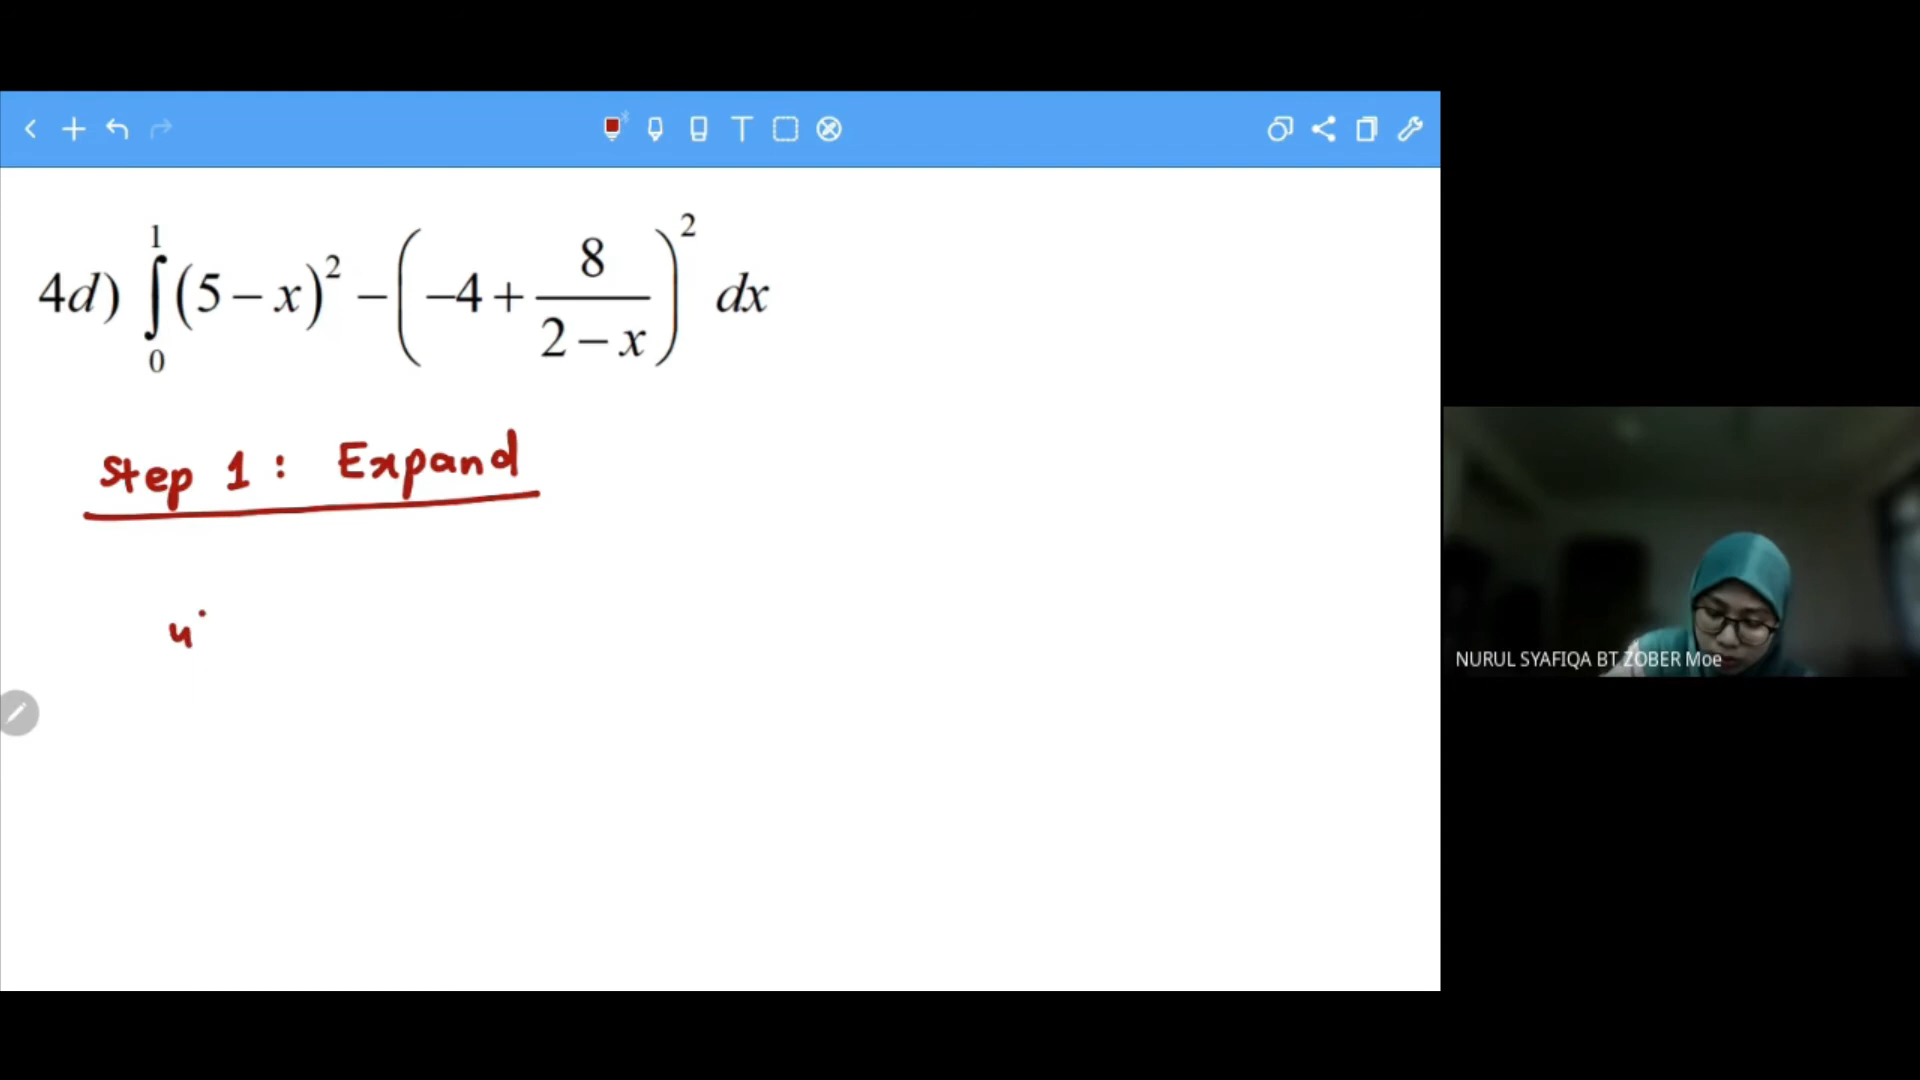 4d) ∫₀¹ (5 − x)² − (−4 + 8/(2 − x))² dx
Step 1 : Expand
NURUL SYAFIQA BT ZOBER Moe